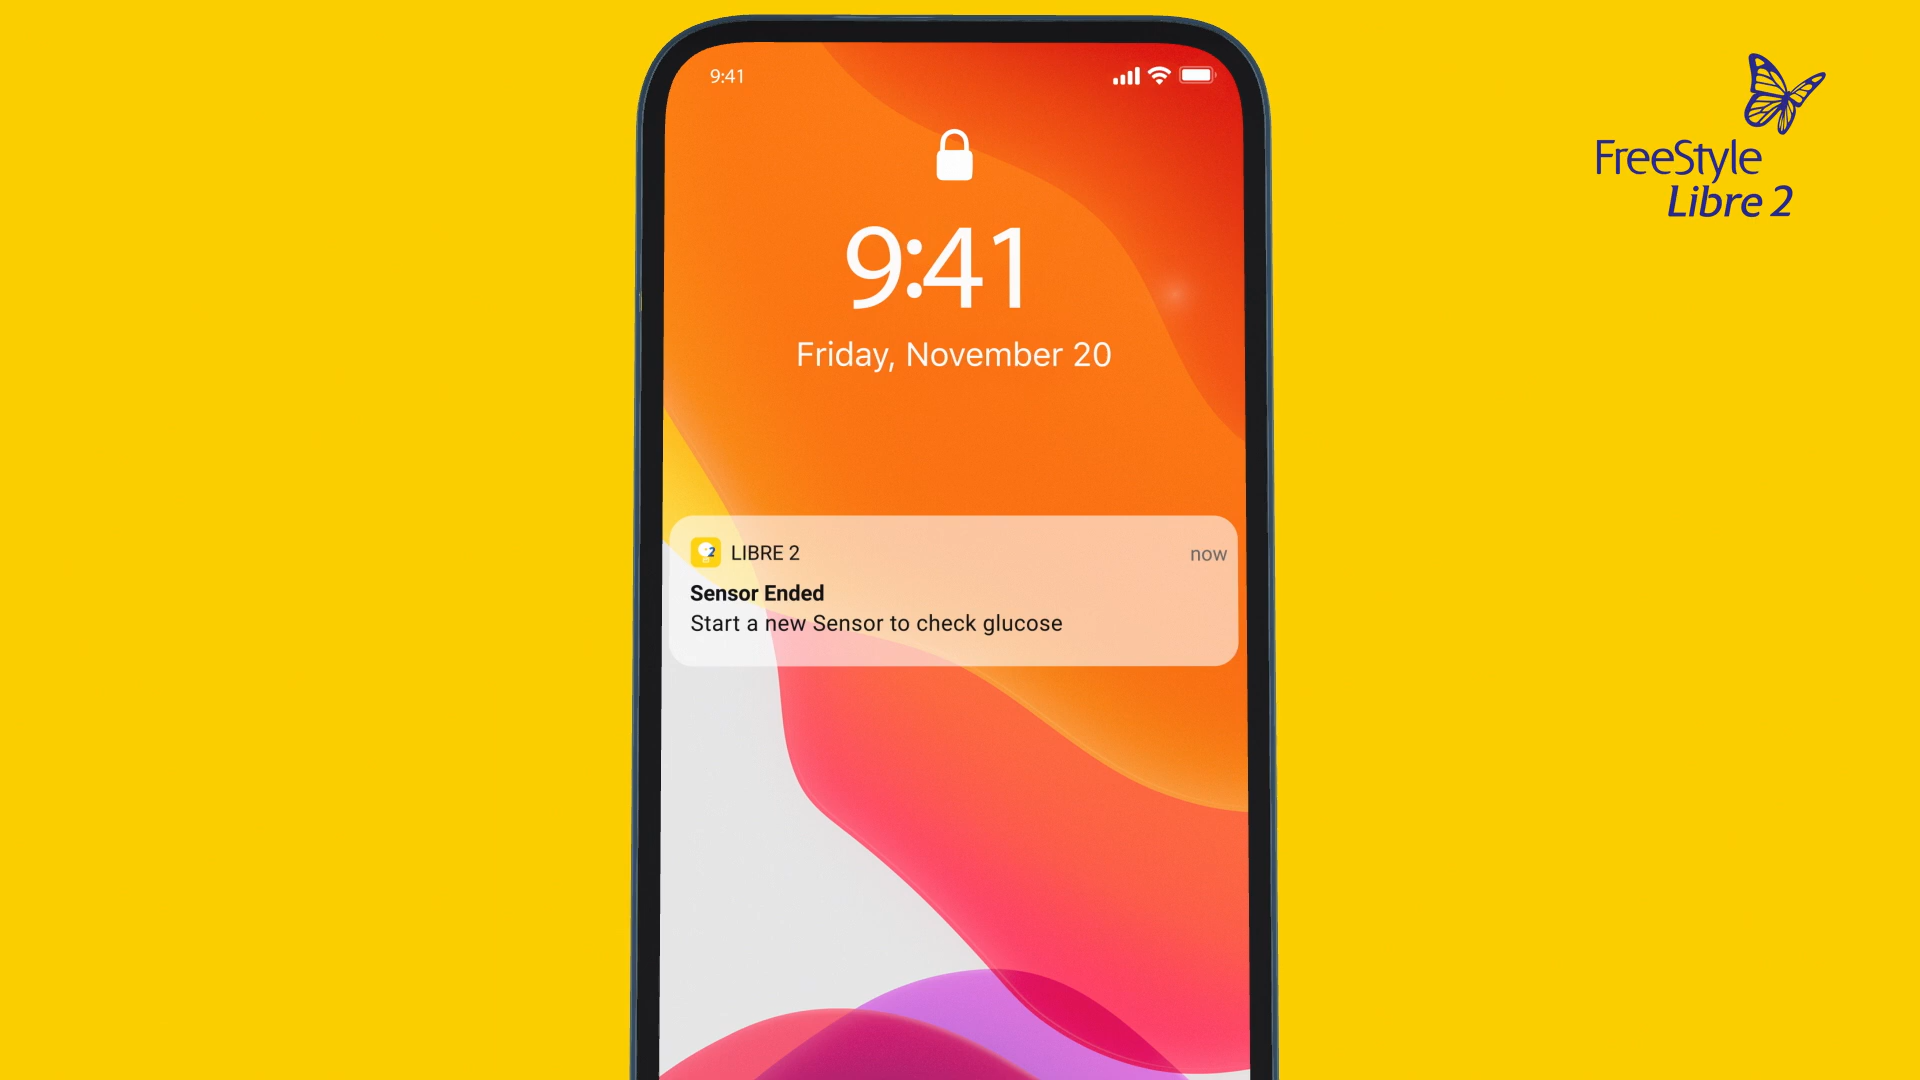 9:41
FreeStyle
Libre 2
9:41
Friday, November 20
LIBRE 2
now
Sensor Ended
Start a new Sensor to check glucose